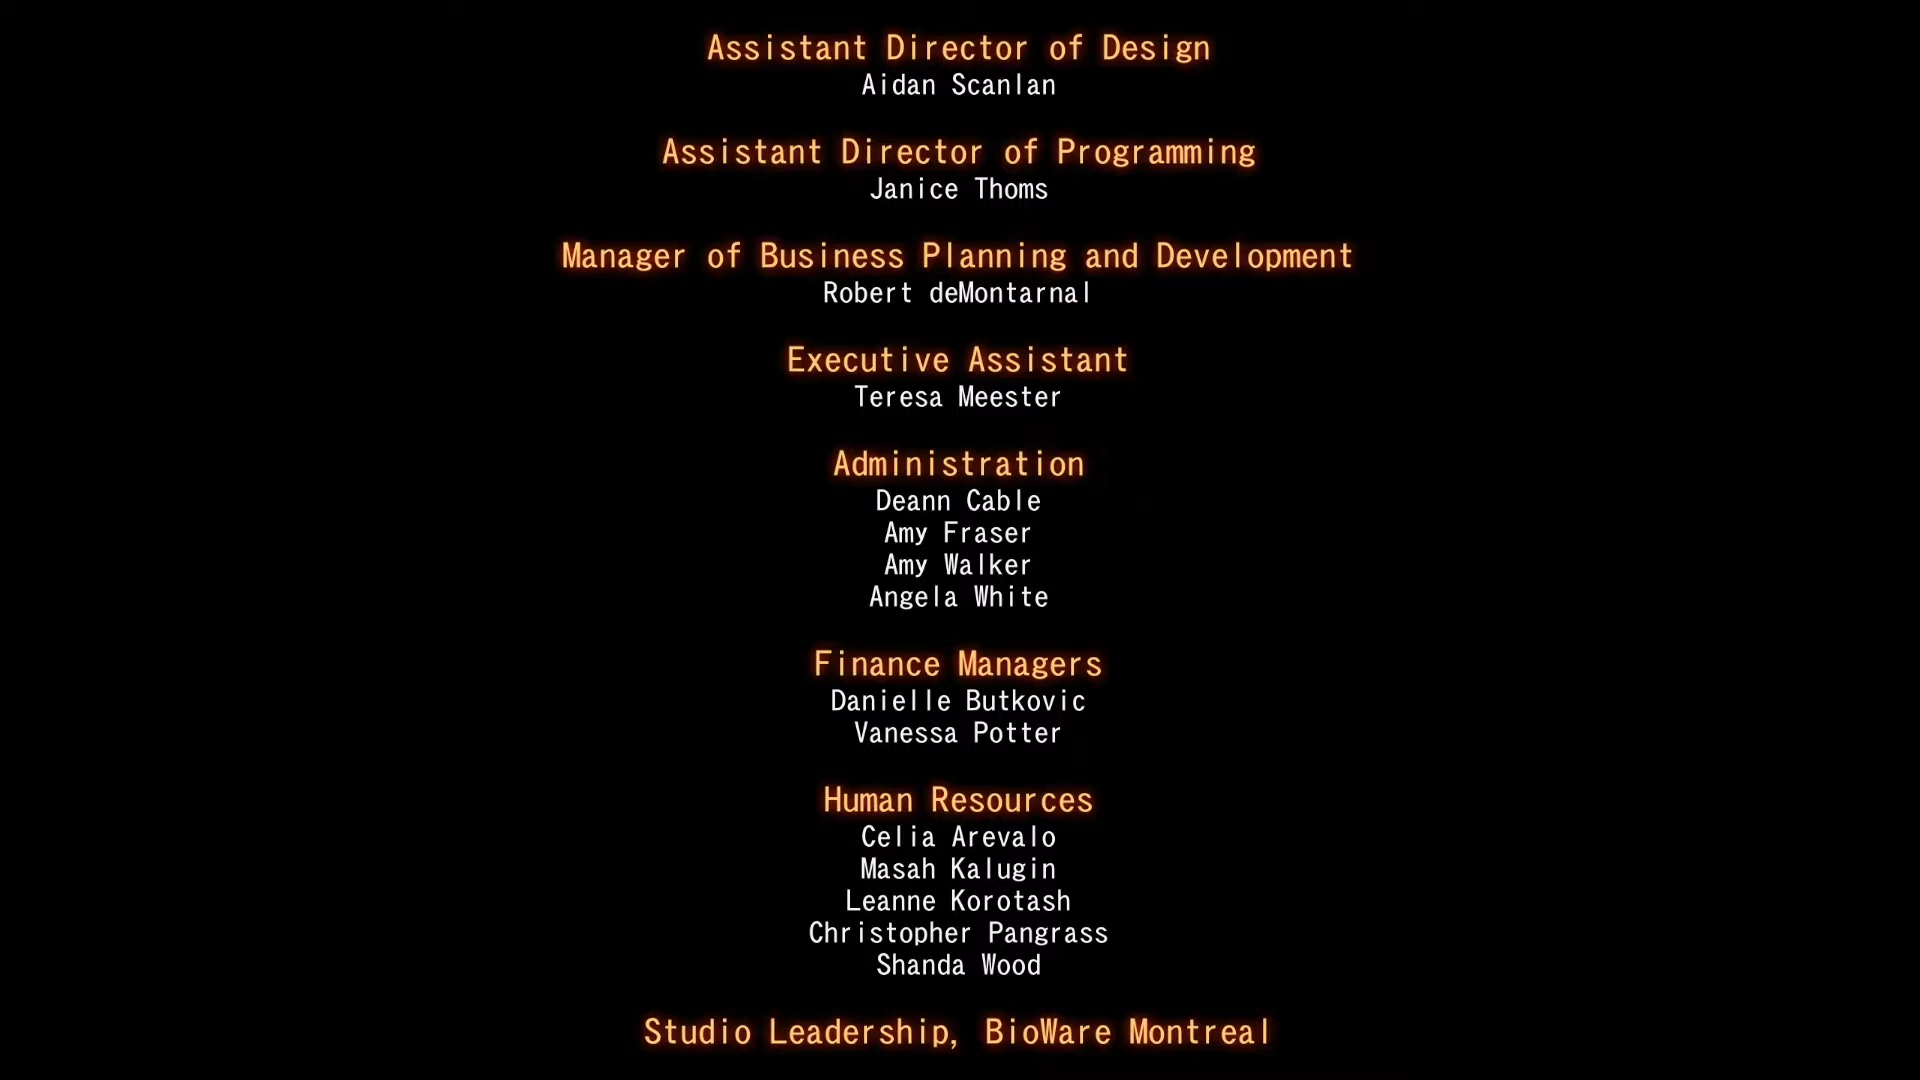 Assistant Director of Design
Aidan Scanlan
Assistant Director of Programming
Janice Thoms
Manager of Business Planning and Development
Robert deMontarnal
Executive Assistant
Teresa Meester
Administration
Deann Cable
Amy Fraser
Amy Walker
Angela White
Finance Managers
Danielle Butkovic
Vanessa Potter
Human Resources
Celia Arevalo
Masah Kalugin
Leanne Korotash
Christopher Pangrass
Shanda Wood
Studio Leadership, BioWare Montreal